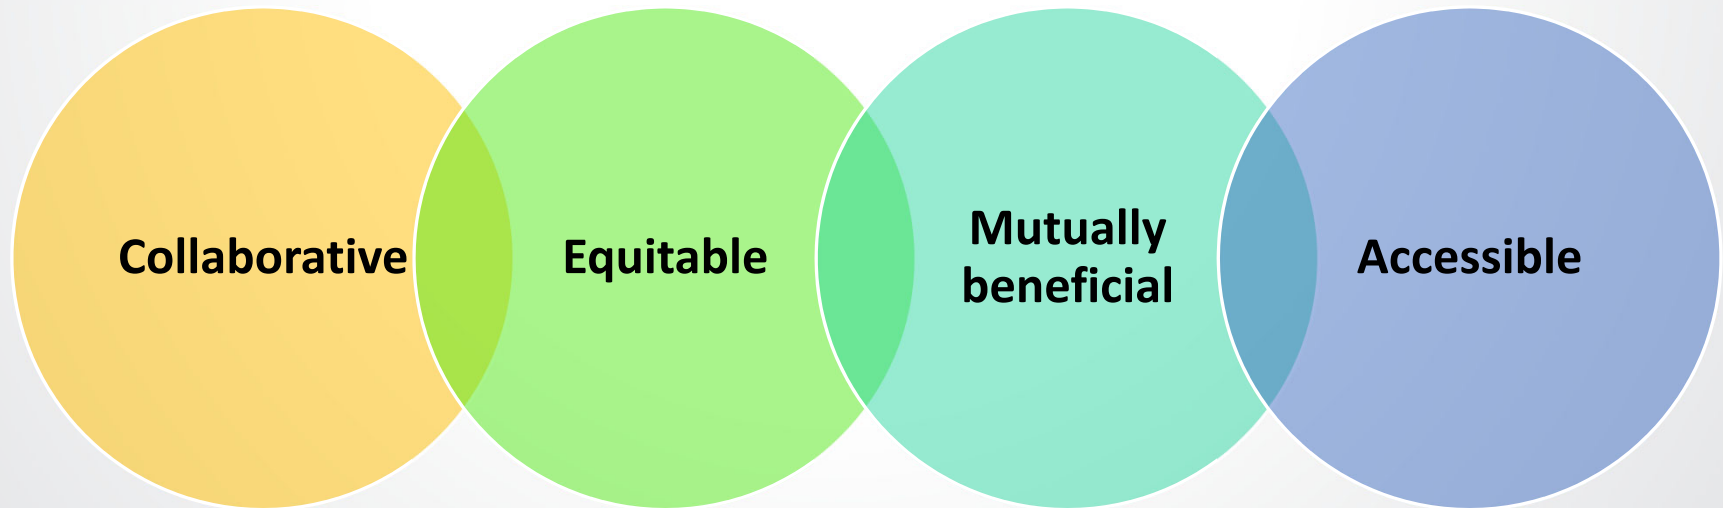 Collaborative
Equitable
Mutually
beneficial
Accessible